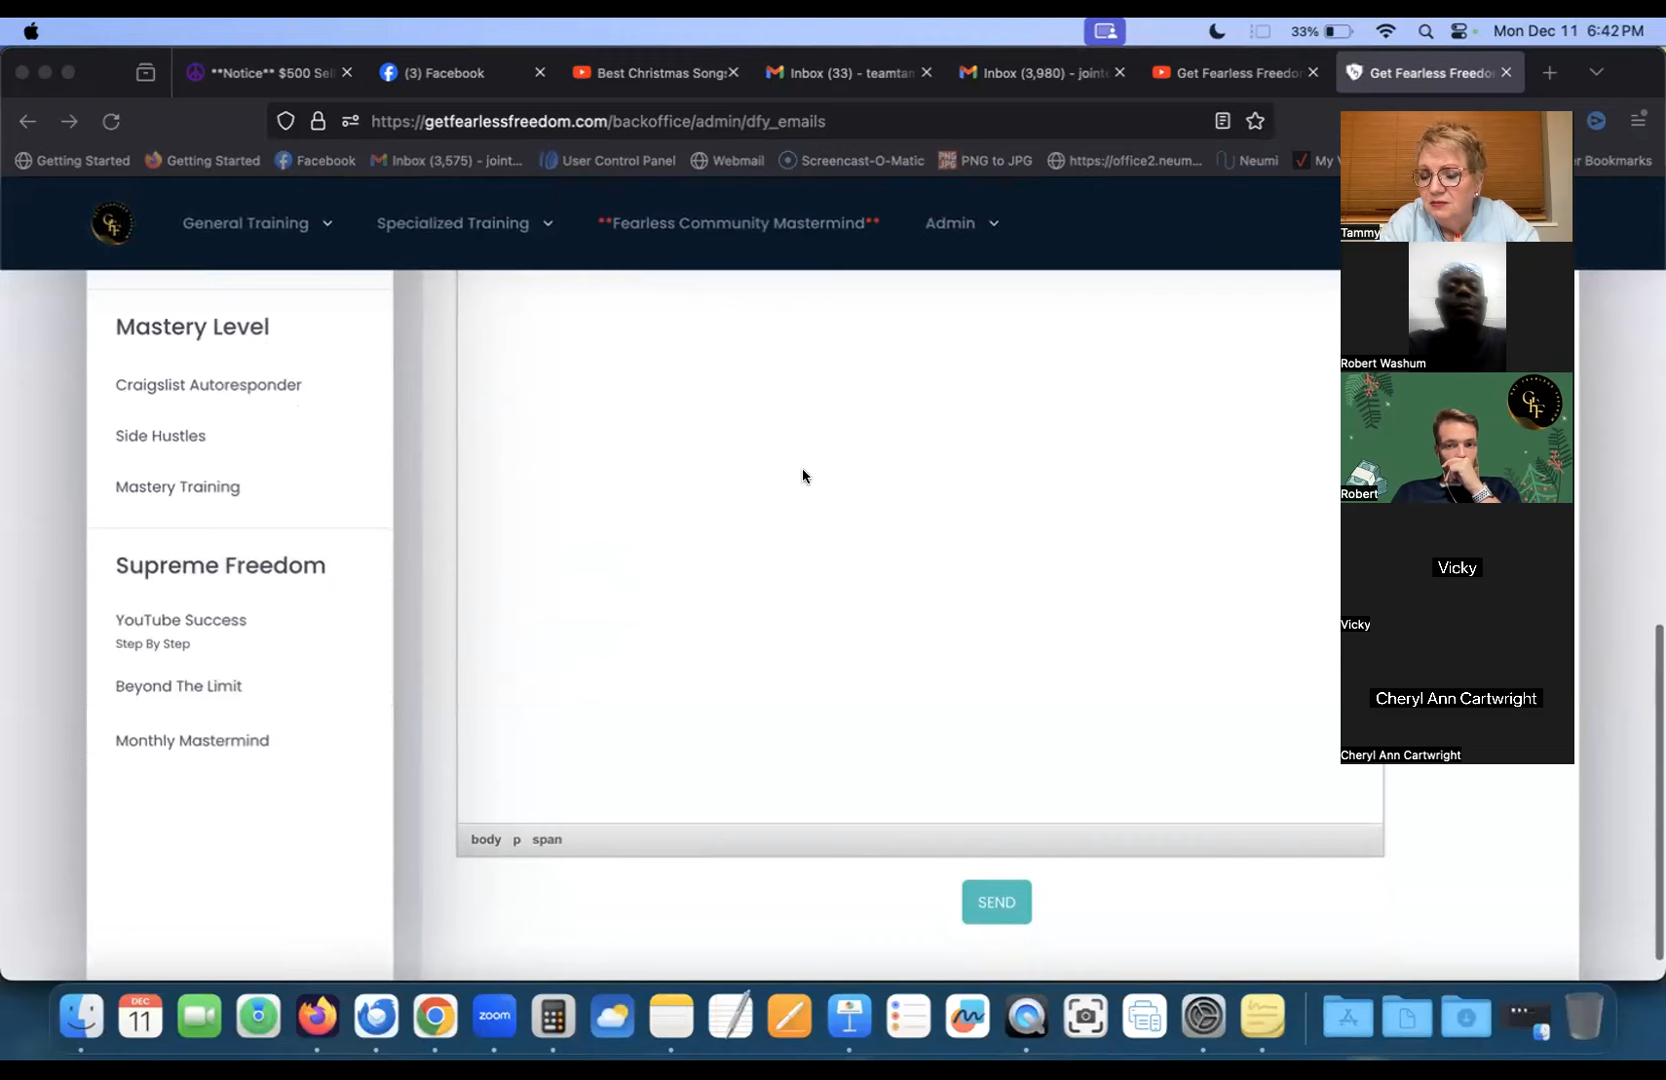 33%
Mon Dec 11 6:42 PM
**Notice** $500 Sel
(3) Facebook
Best Christmas Song
Inbox (33) - teamtan
Inbox (3,980) - joint
Get Fearless Freedo
Get Fearless Freedo
https://getfearlessfreedom.com/backoffice/admin/dfy_emails
Getting Started
Getting Started
Facebook
Inbox (3,575) - joint...
User Control Panel
Webmail
Screencast-O-Matic
PNG to JPG
https://office2.neum...
Neumi
My
r Bookmarks
GFF
General Training
Specialized Training
**Fearless Community Mastermind**
Admin
Tammy
Mastery Level
Craigslist Autoresponder
Side Hustles
Mastery Training
Robert Washum
GFF
Robert
Supreme Freedom
YouTube Success
Step By Step
Beyond The Limit
Monthly Mastermind
Vicky
Vicky
Cheryl Ann Cartwright
Cheryl Ann Cartwright
body p span
SEND
DEC
11
zoom